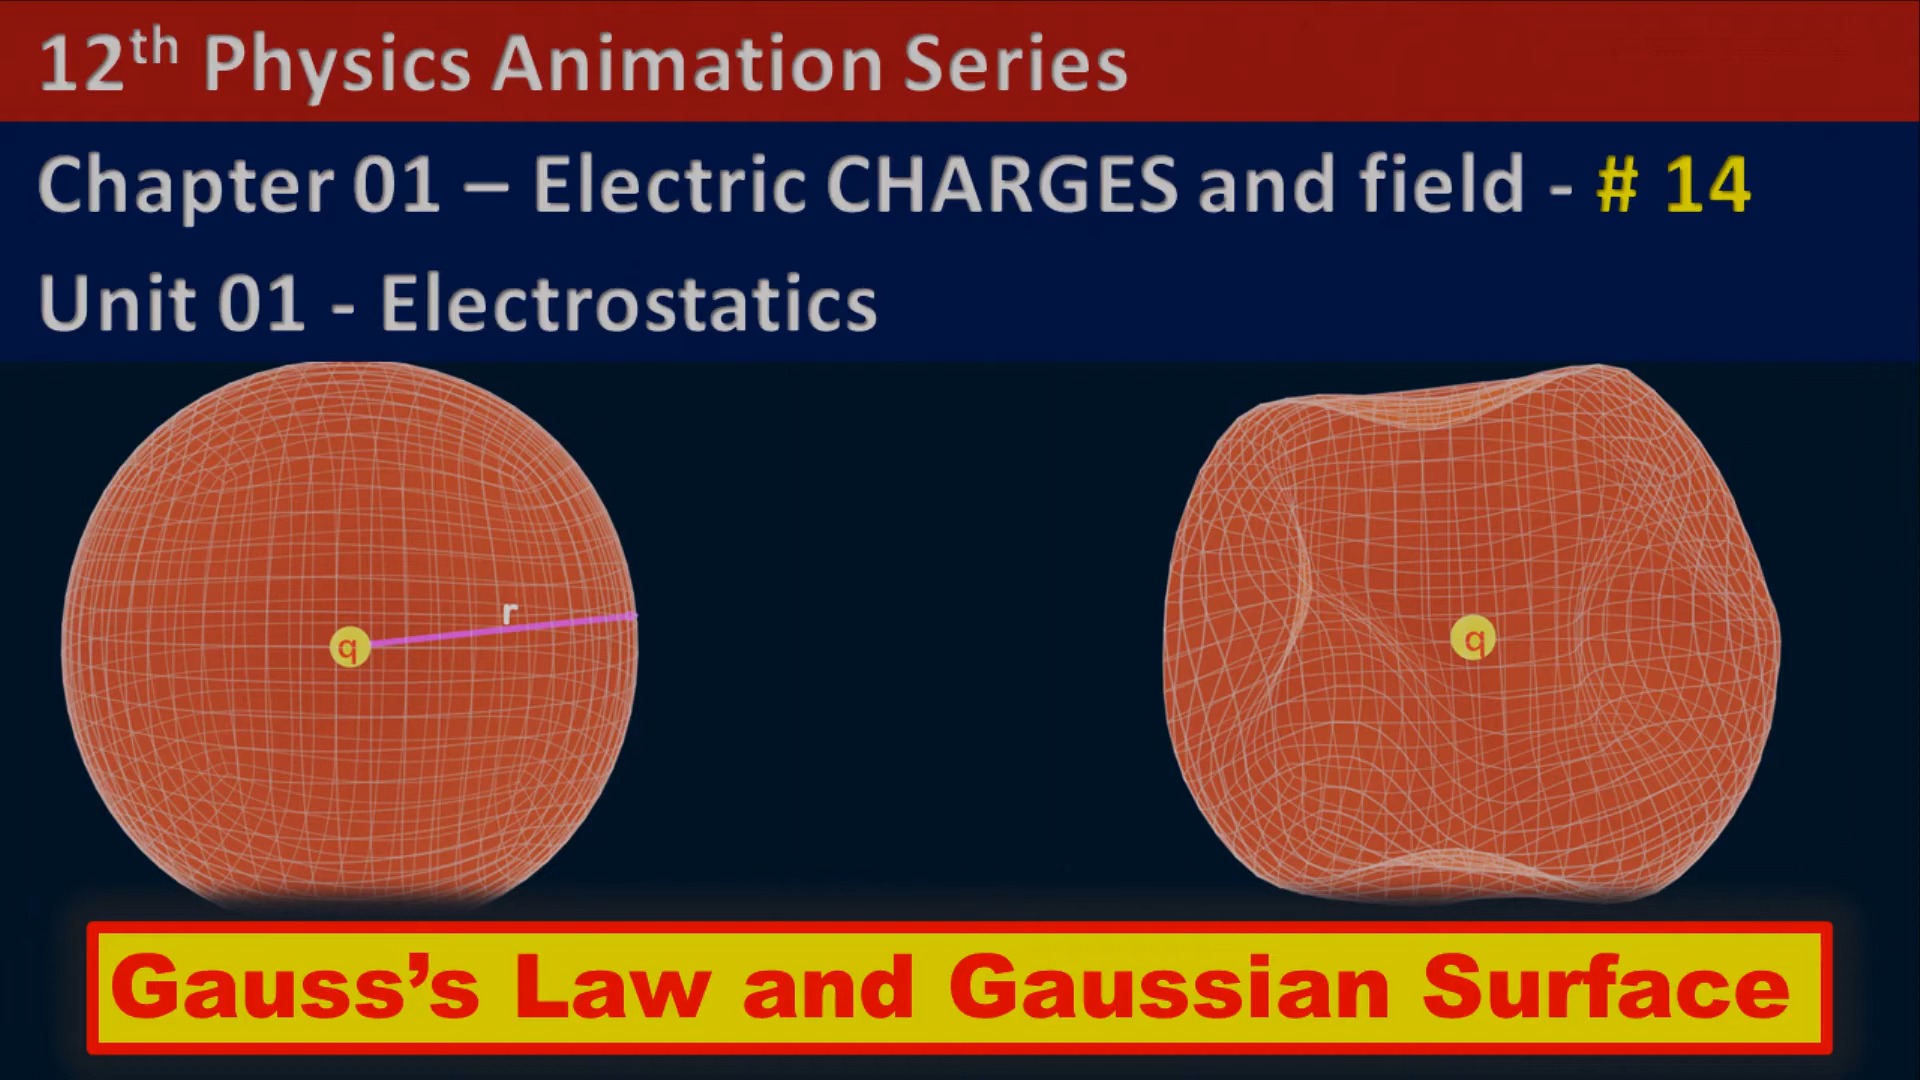 12th Physics Animation Series
Chapter 01 – Electric CHARGES and field - # 14
Unit 01 - Electrostatics
r
q
q
Gauss’s Law and Gaussian Surface